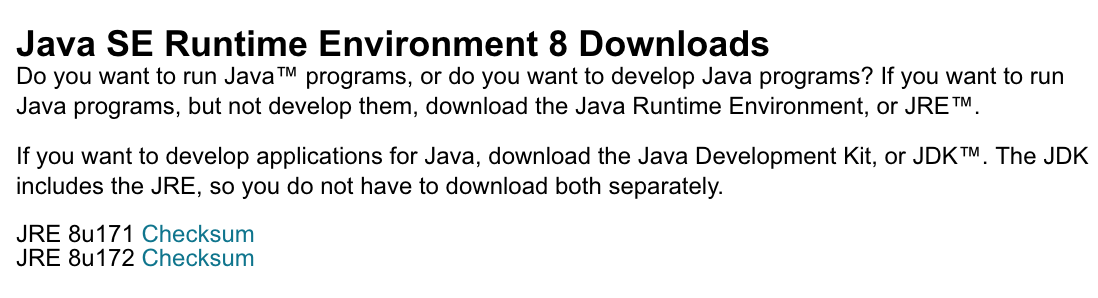 Java SE Runtime Environment 8 Downloads
Do you want to run Java™ programs, or do you want to develop Java programs? If you want to run
Java programs, but not develop them, download the Java Runtime Environment, or JRE™.
If you want to develop applications for Java, download the Java Development Kit, or JDK™. The JDK
includes the JRE, so you do not have to download both separately.
JRE 8u171 Checksum
JRE 8u172 Checksum